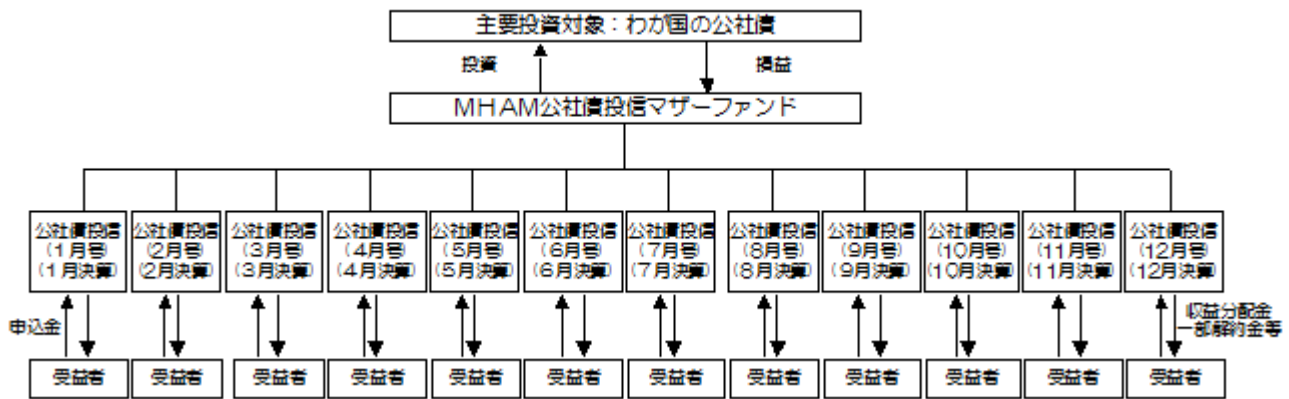 主要投資対象：わが国の公社債
投資
損益
MHAM公社債投信マザーファンド
公社債投信
(1月号)
(1月決算)
公社債投信
(2月号)
(2月決算)
公社債投信
(3月号)
(3月決算)
公社債投信
(4月号)
(4月決算)
公社債投信
(5月号)
(5月決算)
公社債投信
(6月号)
(6月決算)
公社債投信
(7月号)
(7月決算)
公社債投信
(8月号)
(8月決算)
公社債投信
(9月号)
(9月決算)
公社債投信
(10月号)
(10月決算)
公社債投信
(11月号)
(11月決算)
公社債投信
(12月号)
(12月決算)
申込金
収益分配金
一部解約金等
受益者
受益者
受益者
受益者
受益者
受益者
受益者
受益者
受益者
受益者
受益者
受益者